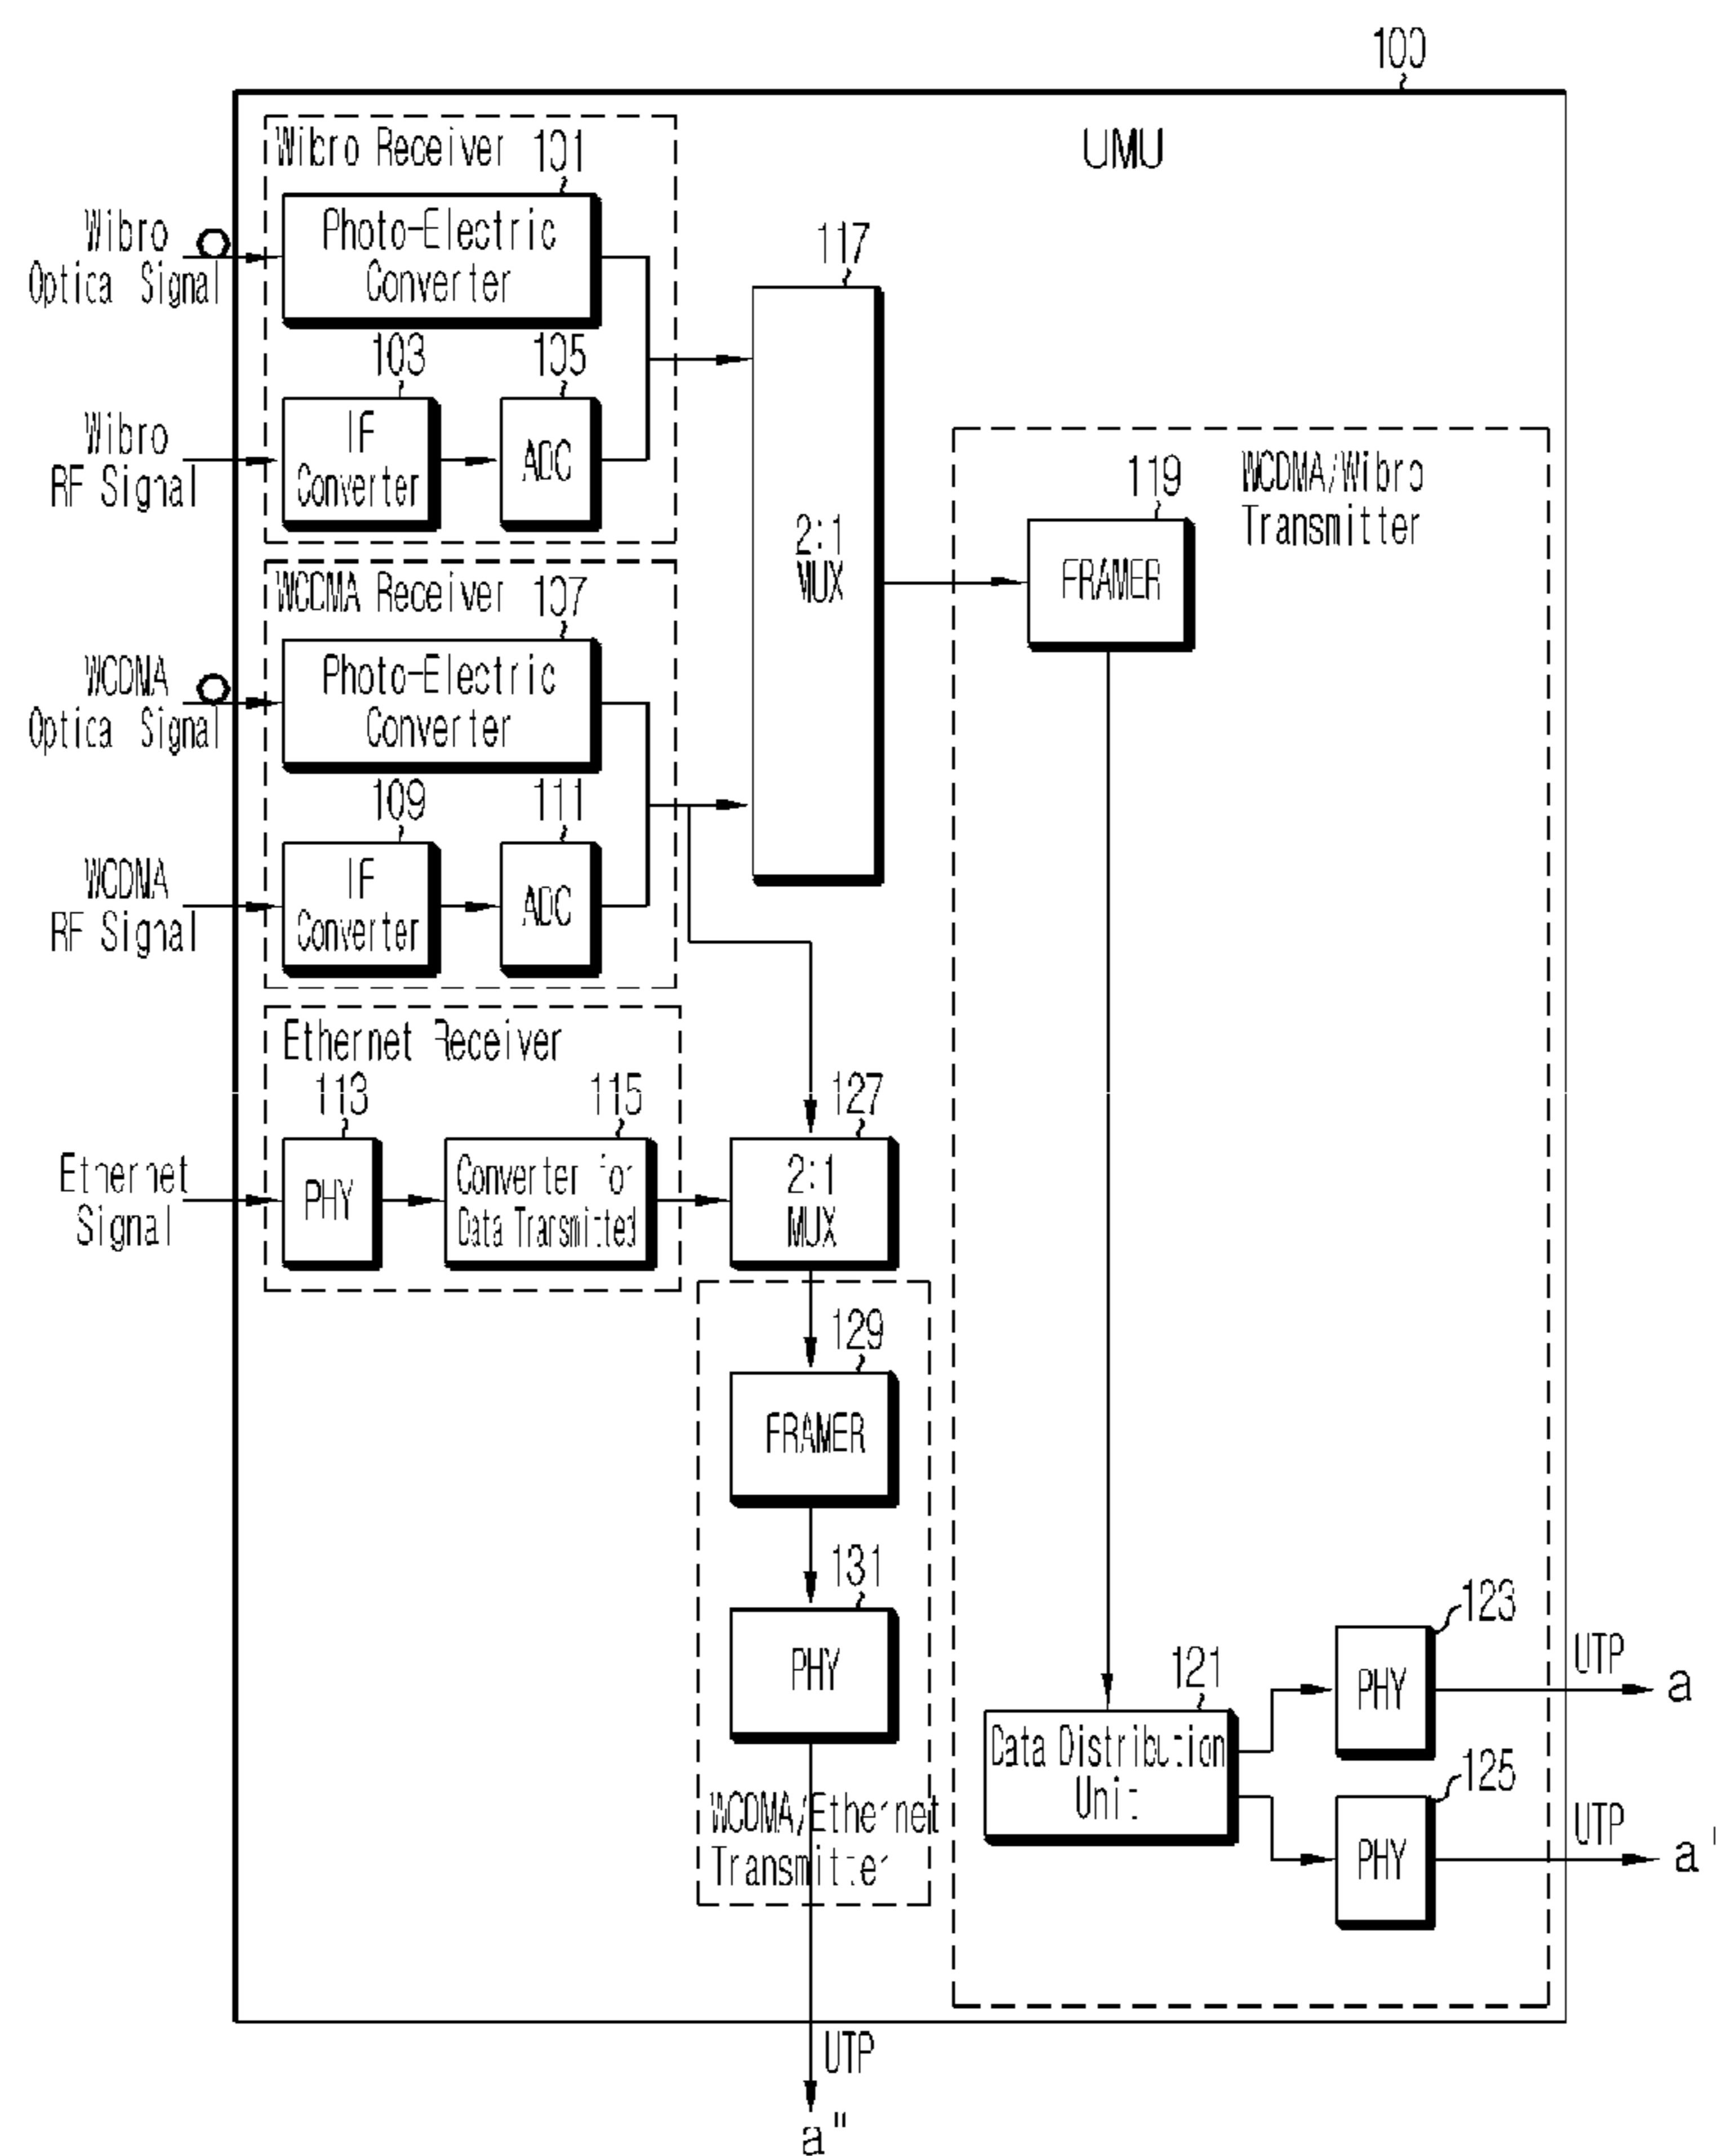 100
UMU
Wibro Receiver 101
Wibro
Optica Signal
Photo-Electric
Converter
117
103
105
Wibro
RF Signal
IF
Converter
ADC
2:1
MUX
119
WCDMA/Wibro
Transmitter
FRAMER
WCDMA Receiver 107
WCDMA
Optica Signal
Photo-Electric
Converter
109
111
WCDMA
RF Signal
IF
Converter
ADC
Ethernet Receiver
113
115
127
Ethernet
Signal
PHY
Converter for
Data Transmitted
2:1
MUX
129
FRAMER
131
PHY
WCDMA/Ethernet
Transmitter
121
Data Distribution
Unit
123
PHY
UTP
a
125
PHY
UTP
a'
UTP
a"